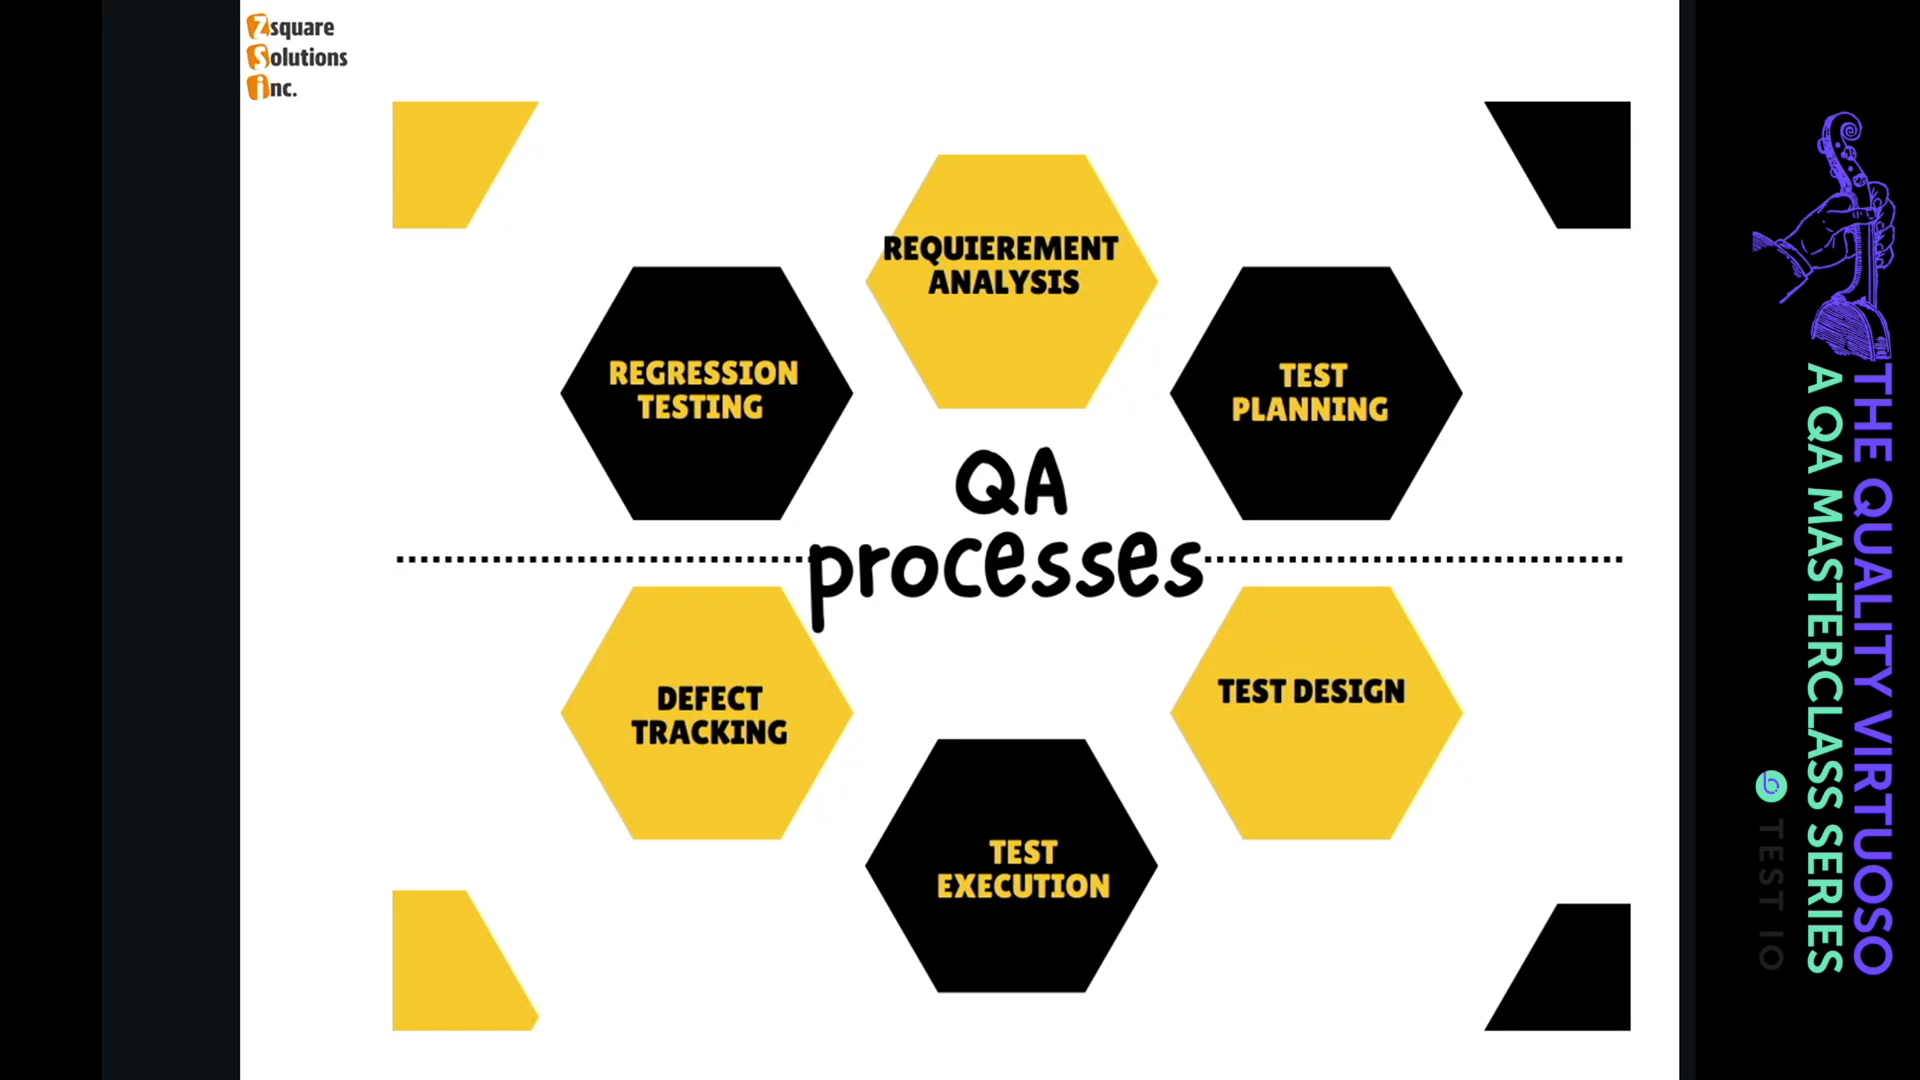 Zsquare
Solutions
inc.
REQUIEREMENT
ANALYSIS
REGRESSION
TESTING
TEST
PLANNING
QA
processes
DEFECT
TRACKING
TEST DESIGN
TEST
EXECUTION
THE QUALITY VIRTUOSO
A QA MASTERCLASS SERIES
TEST IO